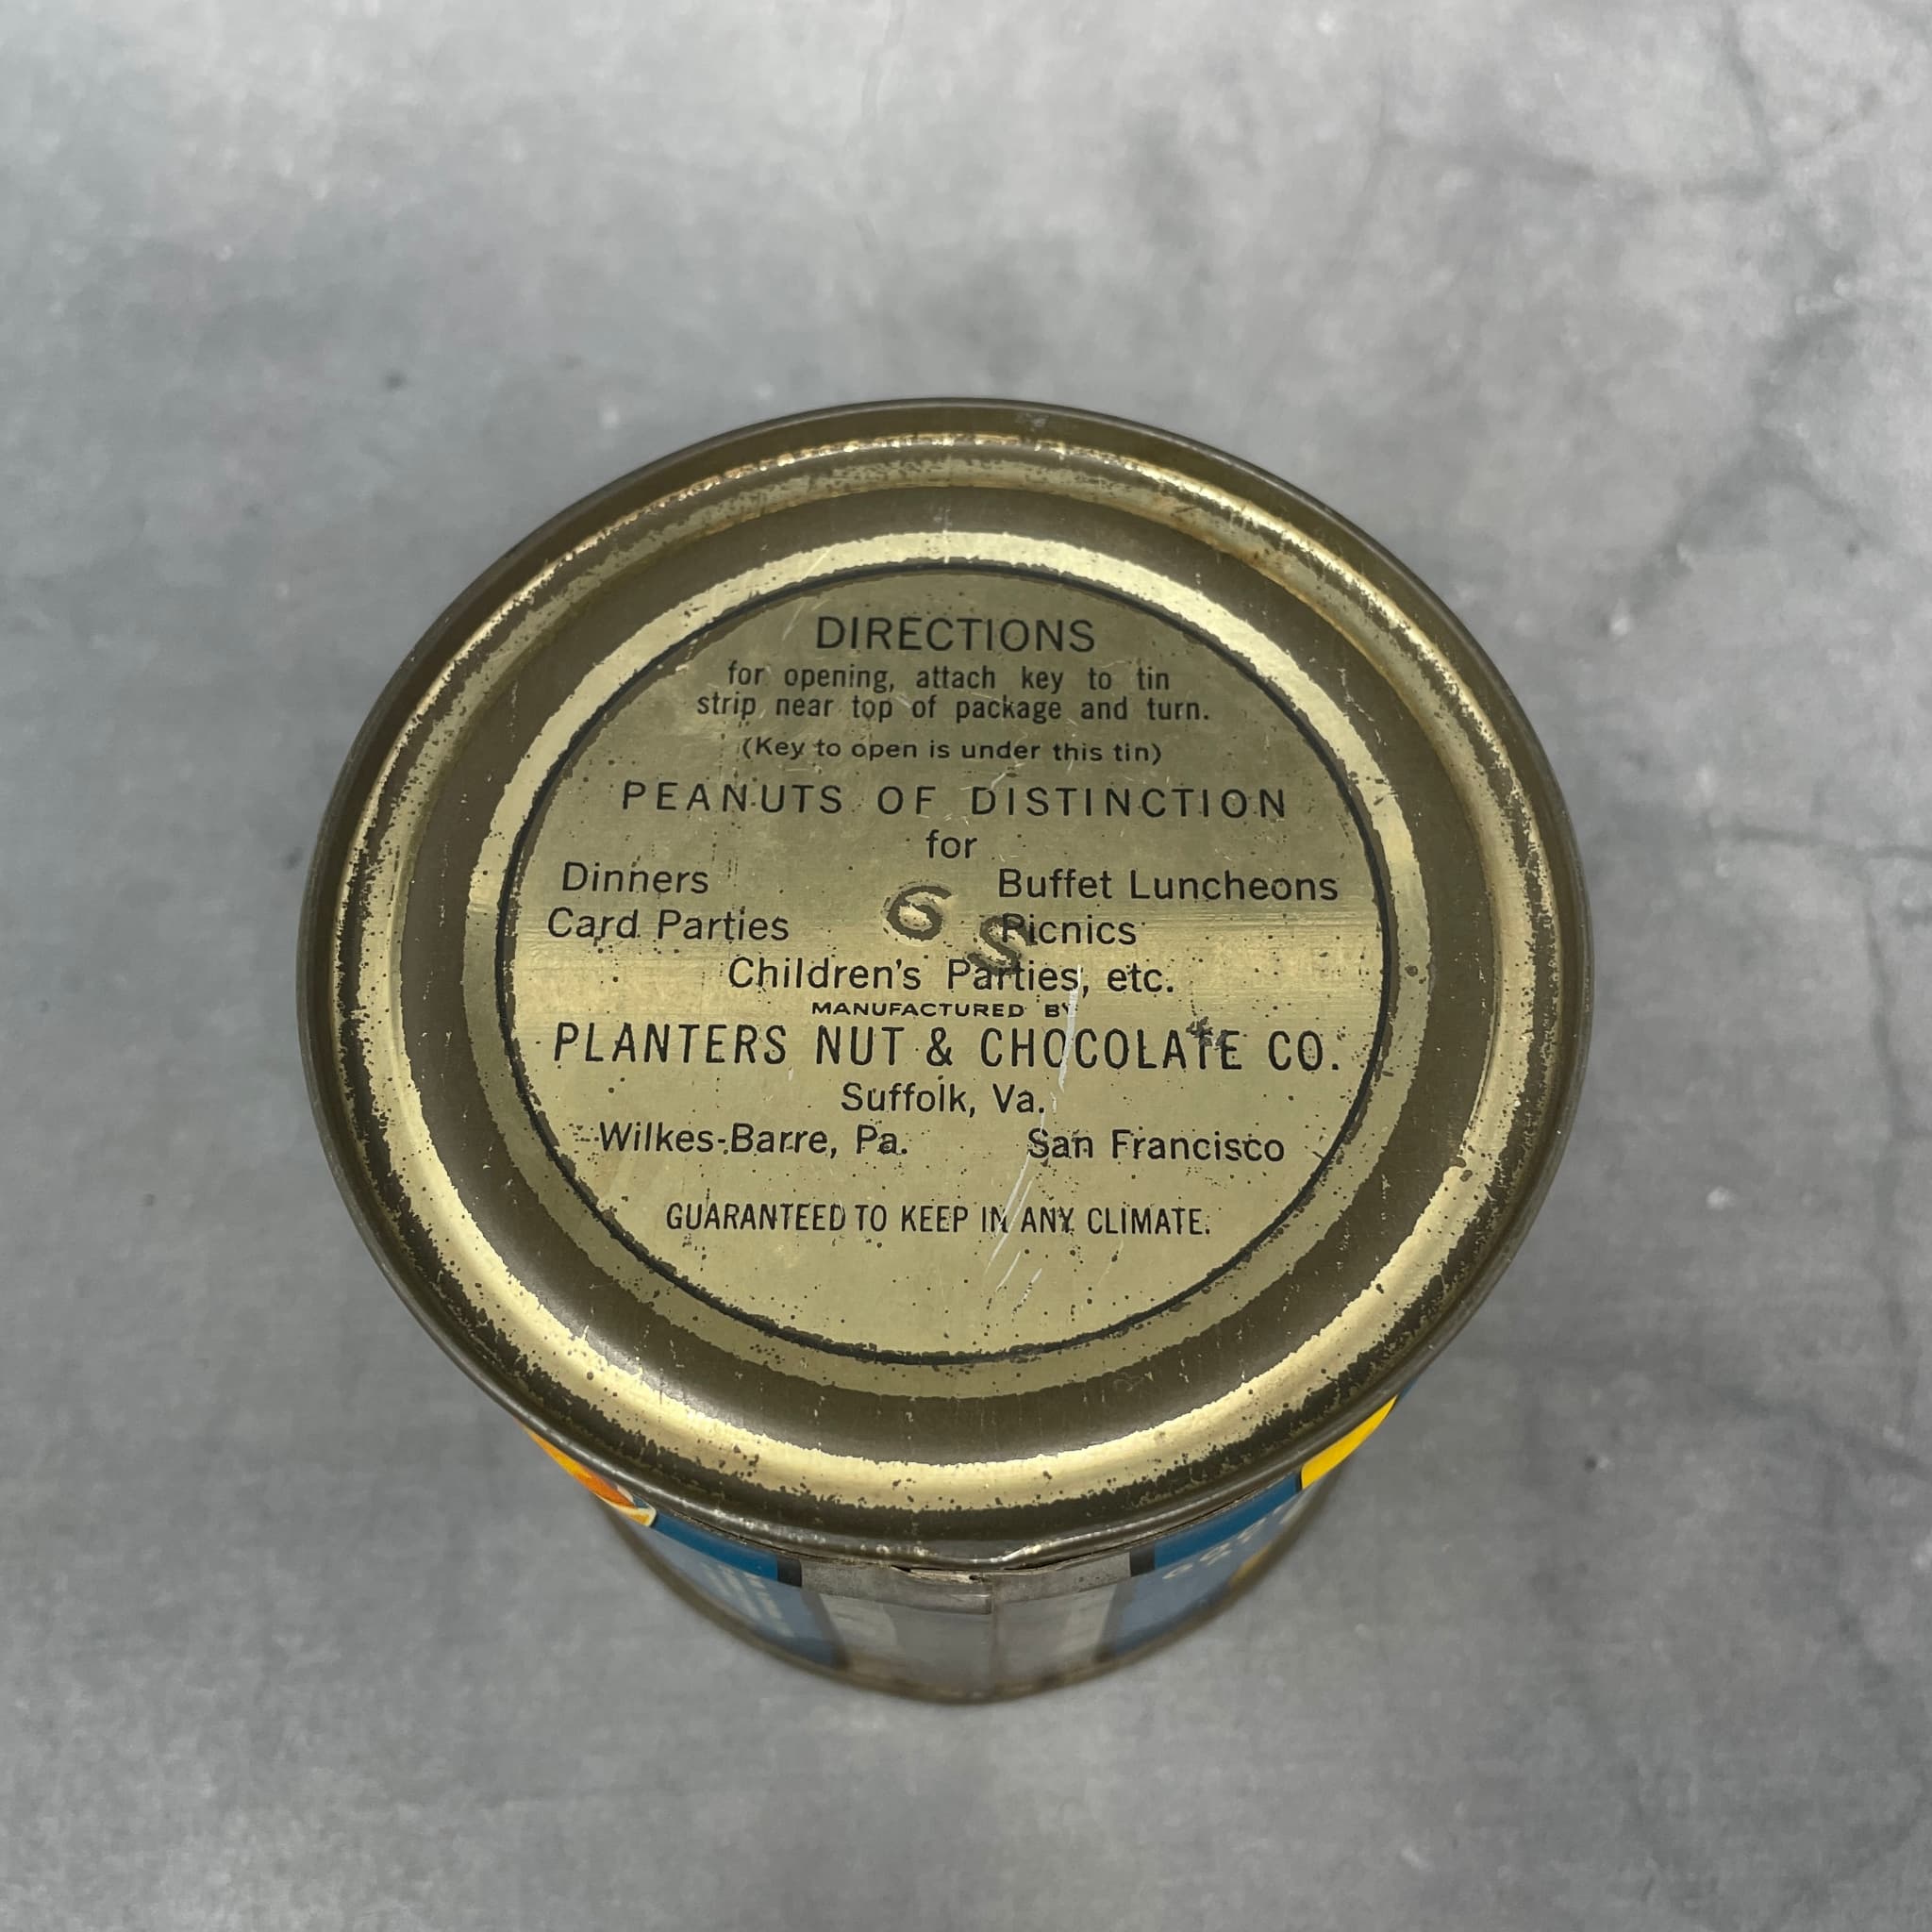 DIRECTIONS
for opening, attach key to tin
strip near top of package and turn.
(Key to open is under this tin)
PEANUTS OF DISTINCTION
for
Dinners Buffet Luncheons
6
Card Parties Picnics
S
Children's Parties, etc.
MANUFACTURED BY
PLANTERS NUT & CHOCOLATE CO.
Suffolk, Va.
Wilkes-Barre, Pa. San Francisco
GUARANTEED TO KEEP IN ANY CLIMATE.